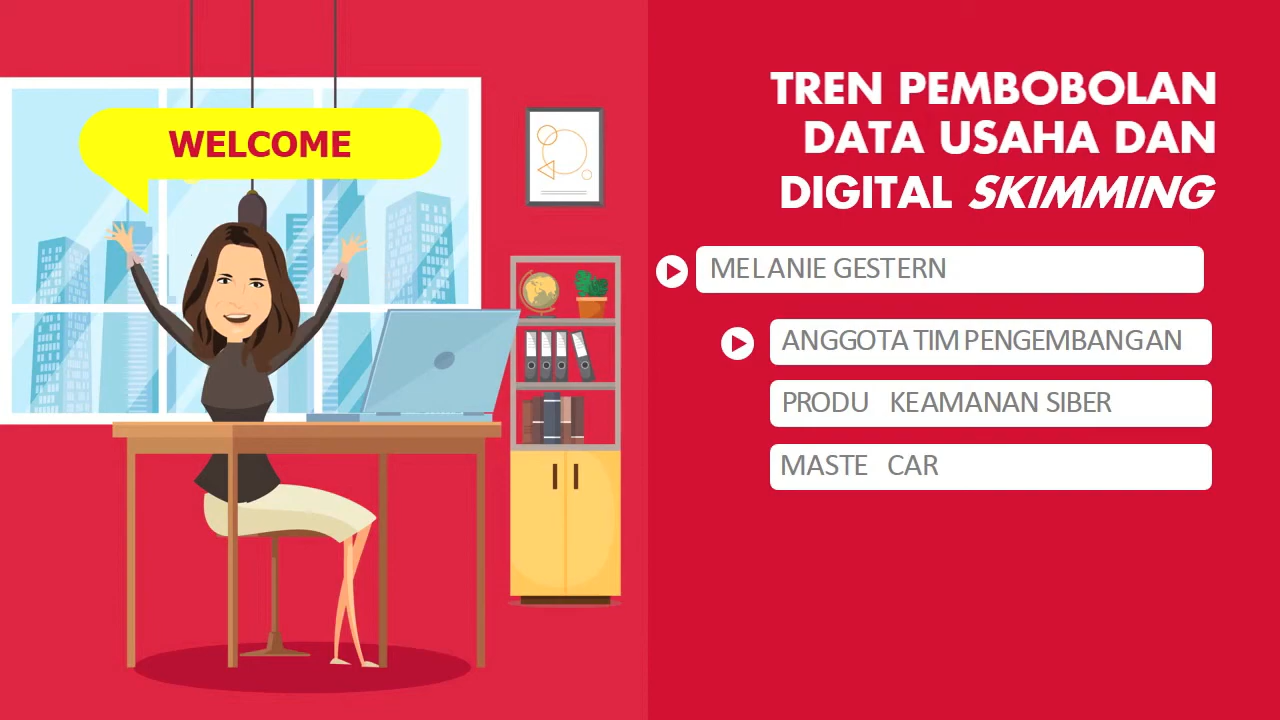 WELCOME
TREN PEMBOBOLAN
DATA USAHA DAN
DIGITAL SKIMMING
MELANIE GESTERN
ANGGOTA TIM PENGEMBANGAN
PRODU KEAMANAN SIBER
MASTE CAR